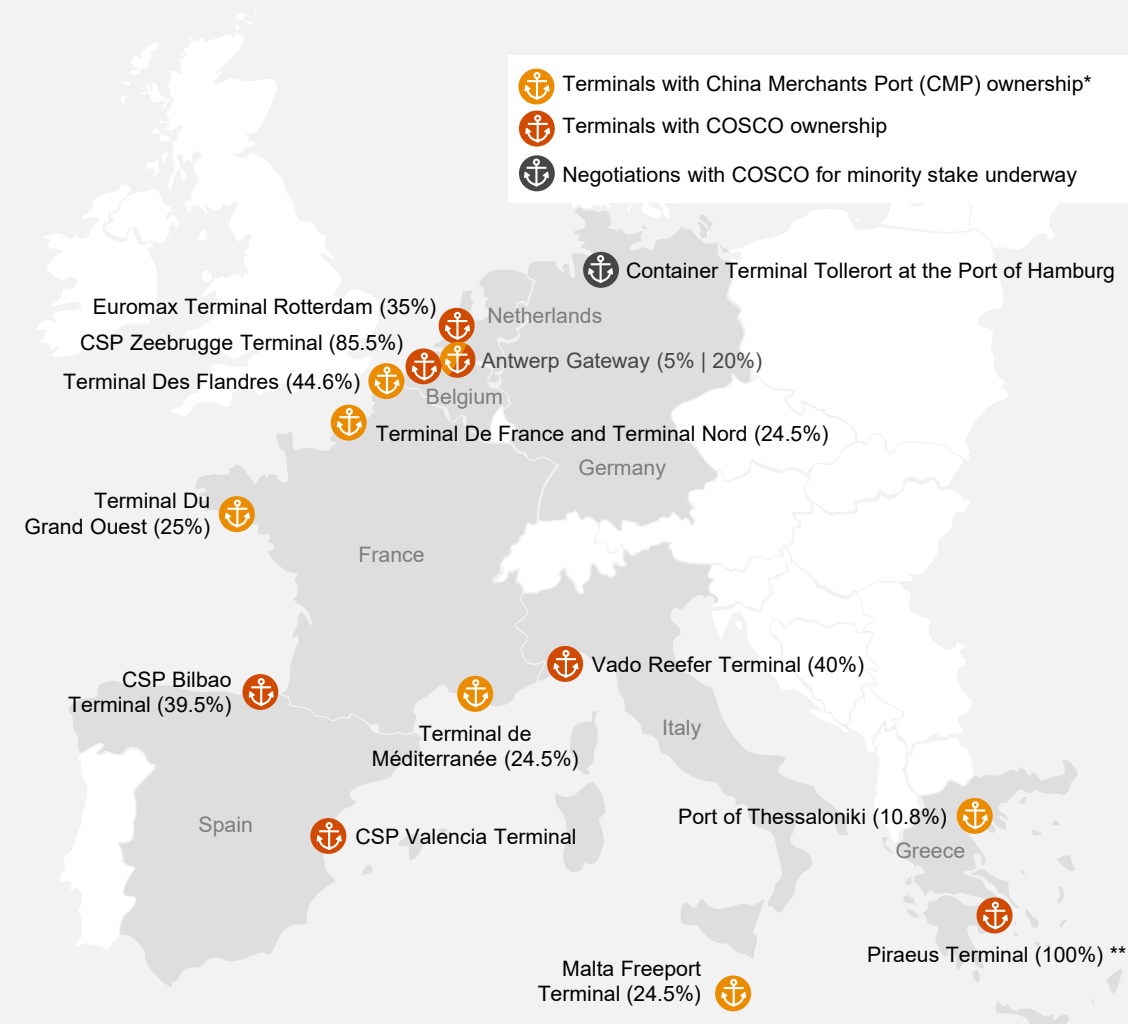 Terminals with China Merchants Port (CMP) ownership*
Terminals with COSCO ownership
Negotiations with COSCO for minority stake underway
Container Terminal Tollerort at the Port of Hamburg
Euromax Terminal Rotterdam (35%)
Netherlands
CSP Zeebrugge Terminal (85.5%)
Antwerp Gateway (5% | 20%)
Terminal Des Flandres (44.6%)
Belgium
Terminal De France and Terminal Nord (24.5%)
Germany
Terminal Du
Grand Ouest (25%)
France
Vado Reefer Terminal (40%)
CSP Bilbao
Terminal (39.5%)
Terminal de
Méditerranée (24.5%)
Italy
Port of Thessaloniki (10.8%)
Spain
CSP Valencia Terminal
Greece
Piraeus Terminal (100%) **
Malta Freeport
Terminal (24.5%)